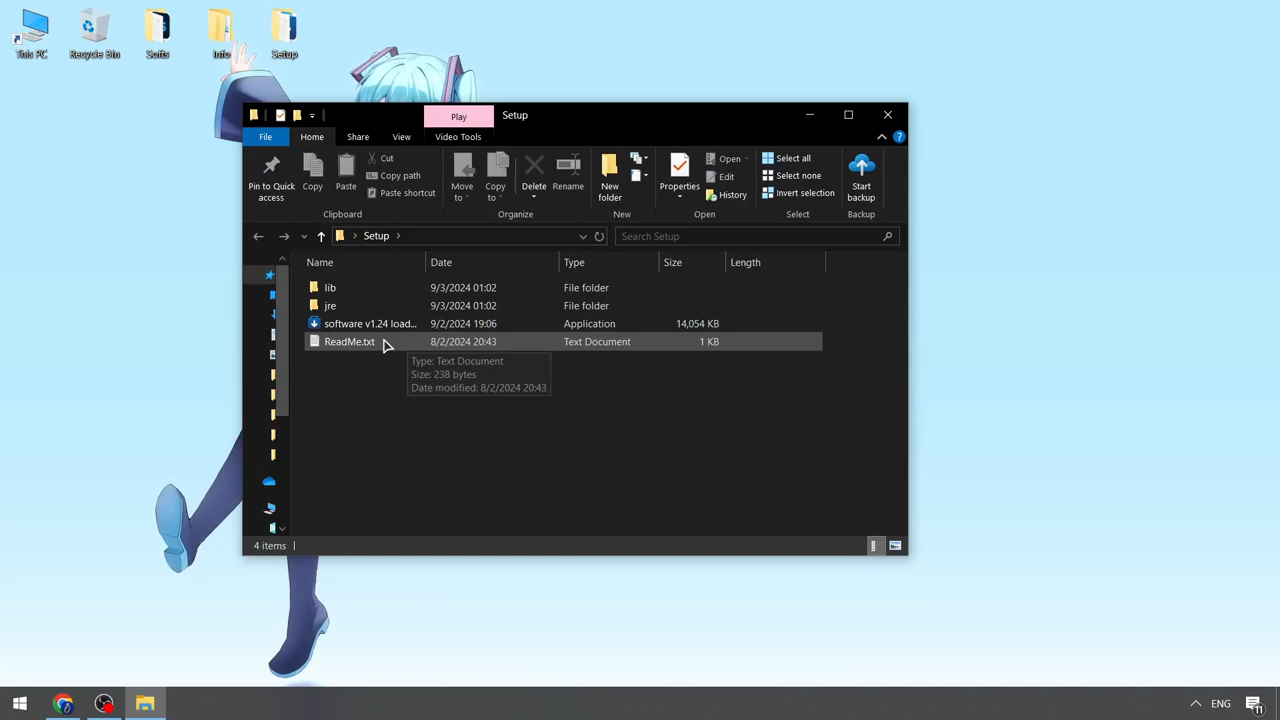 This PC
Recycle Bin
Softs
Info
Setup
Play
Setup
File
Home
Share
View
Video Tools
Pin to Quick access
Copy
Paste
Cut
Copy path
Paste shortcut
Clipboard
Move to
Copy to
Delete
Rename
Organize
New folder
New
Properties
Open
Edit
History
Open
Select all
Select none
Invert selection
Select
Start backup
Backup
Setup
Search Setup
Name Date Type Size Length
lib 9/3/2024 01:02 File folder
jre 9/3/2024 01:02 File folder
software v1.24 load... 9/2/2024 19:06 Application 14,054 KB
ReadMe.txt 8/2/2024 20:43 Text Document 1 KB
Type: Text Document
Size: 238 bytes
Date modified: 8/2/2024 20:43
4 items
ENG
11